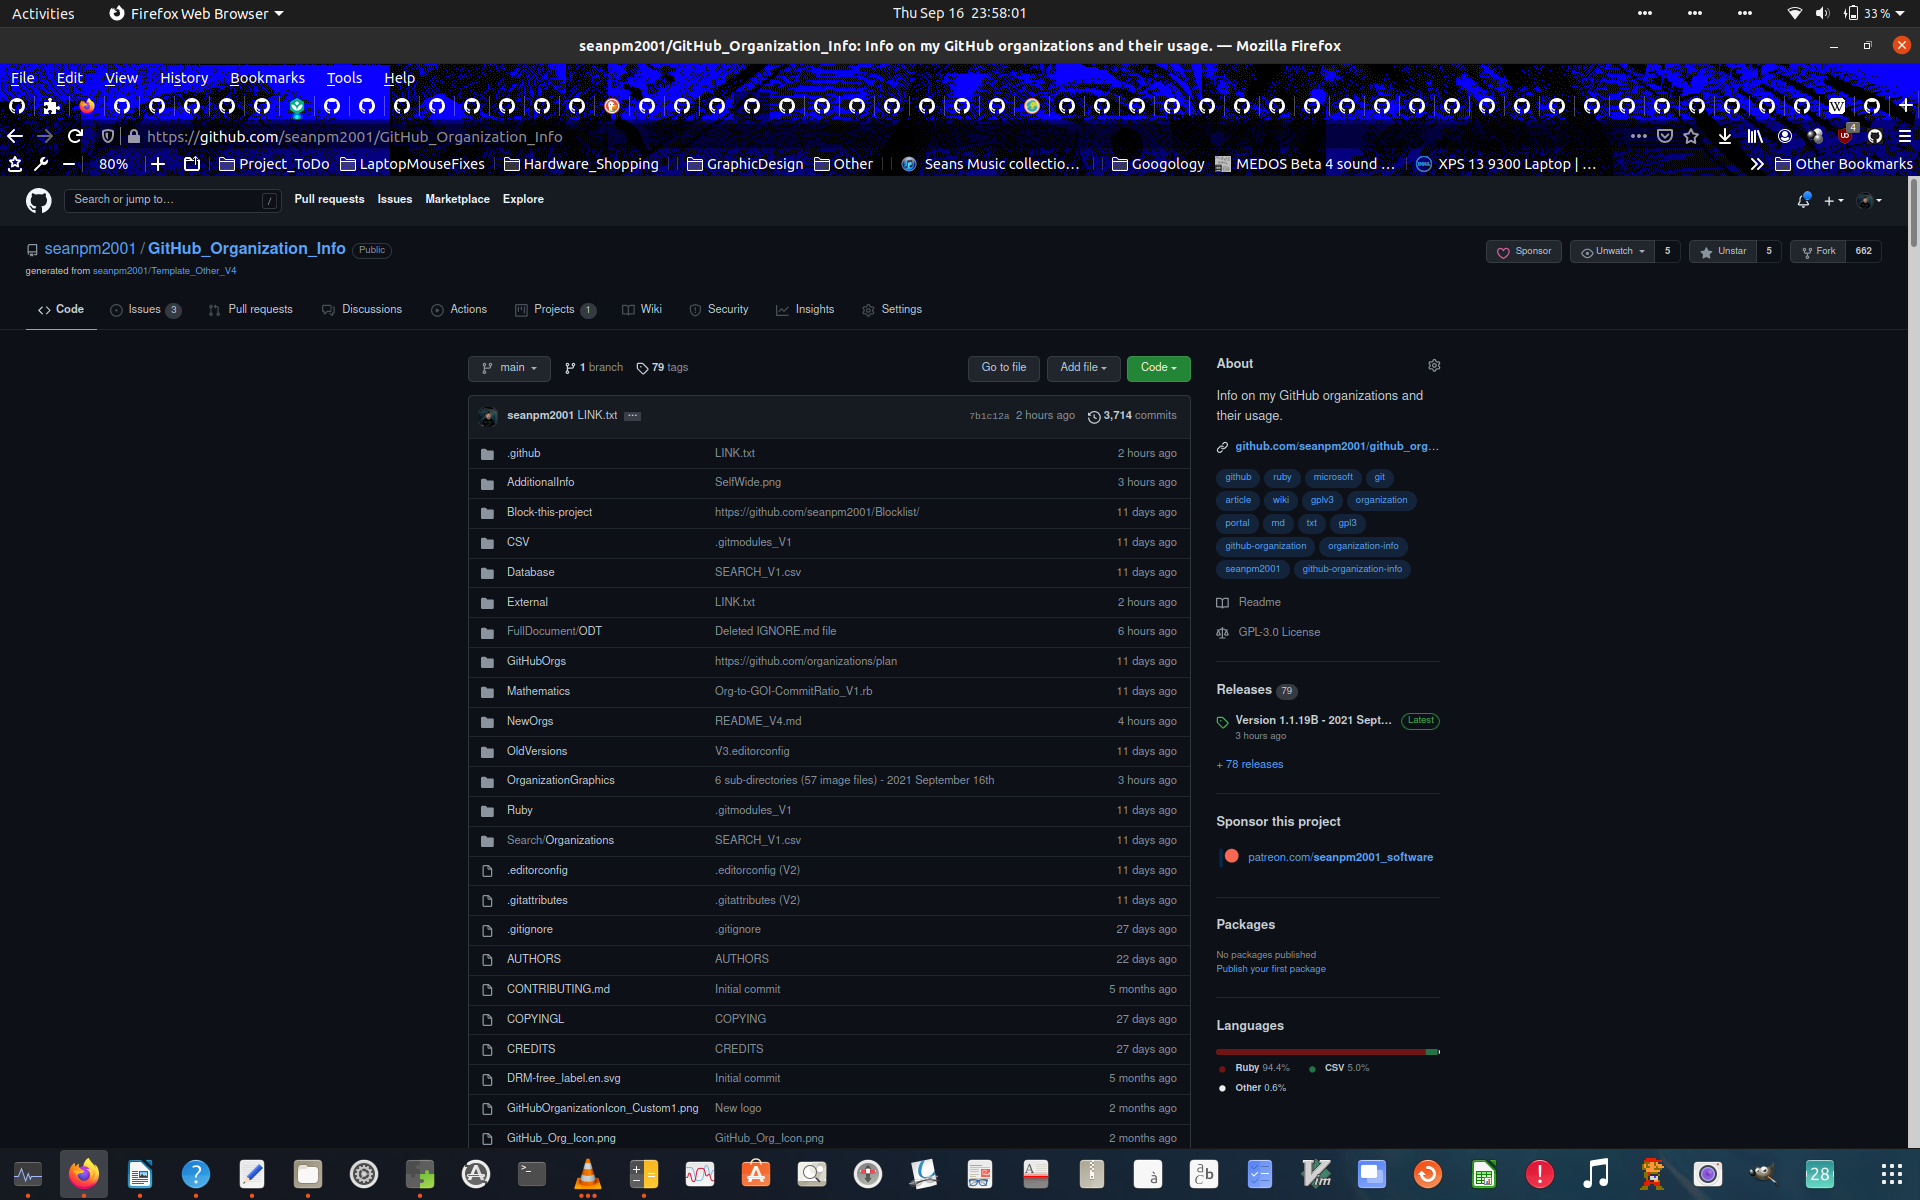 Activities
Firefox Web Browser
Thu Sep 16 23:58:01
33 %
seanpm2001/GitHub_Organization_Info: Info on my GitHub organizations and their usage. — Mozilla Firefox
File Edit View History Bookmarks Tools Help
https://github.com/seanpm2001/GitHub_Organization_Info
4
80%
Project_ToDo LaptopMouseFixes Hardware_Shopping GraphicDesign Other Seans Music collectio… Googology MEDOS Beta 4 sound … XPS 13 9300 Laptop | … Other Bookmarks
Search or jump to… /
Pull requests Issues Marketplace Explore
seanpm2001 / GitHub_Organization_Info Public
generated from seanpm2001/Template_Other_V4
Sponsor Unwatch 5 Unstar 5 Fork 662
Code Issues 3 Pull requests Discussions Actions Projects 1 Wiki Security Insights Settings
main 1 branch 79 tags Go to file Add file Code
seanpm2001 LINK.txt ... 7b1c12a 2 hours ago 3,714 commits
.github LINK.txt 2 hours ago
AdditionalInfo SelfWide.png 3 hours ago
Block-this-project https://github.com/seanpm2001/Blocklist/ 11 days ago
CSV .gitmodules_V1 11 days ago
Database SEARCH_V1.csv 11 days ago
External LINK.txt 2 hours ago
FullDocument/ODT Deleted IGNORE.md file 6 hours ago
GitHubOrgs https://github.com/organizations/plan 11 days ago
Mathematics Org-to-GOI-CommitRatio_V1.rb 11 days ago
NewOrgs README_V4.md 4 hours ago
OldVersions V3.editorconfig 11 days ago
OrganizationGraphics 6 sub-directories (57 image files) - 2021 September 16th 3 hours ago
Ruby .gitmodules_V1 11 days ago
Search/Organizations SEARCH_V1.csv 11 days ago
.editorconfig .editorconfig (V2) 11 days ago
.gitattributes .gitattributes (V2) 11 days ago
.gitignore .gitignore 27 days ago
AUTHORS AUTHORS 22 days ago
CONTRIBUTING.md Initial commit 5 months ago
COPYINGL COPYING 27 days ago
CREDITS CREDITS 27 days ago
DRM-free_label.en.svg Initial commit 5 months ago
GitHubOrganizationIcon_Custom1.png New logo 2 months ago
GitHub_Org_Icon.png GitHub_Org_Icon.png 2 months ago
About
Info on my GitHub organizations and
their usage.
github.com/seanpm2001/github_org…
github ruby microsoft git
article wiki gplv3 organization
portal md txt gpl3
github-organization organization-info
seanpm2001 github-organization-info
Readme
GPL-3.0 License
Releases 79
Version 1.1.19B - 2021 Sept… Latest
3 hours ago
+ 78 releases
Sponsor this project
patreon.com/seanpm2001_software
Packages
No packages published
Publish your first package
Languages
Ruby 94.4% CSV 5.0%
Other 0.6%
28